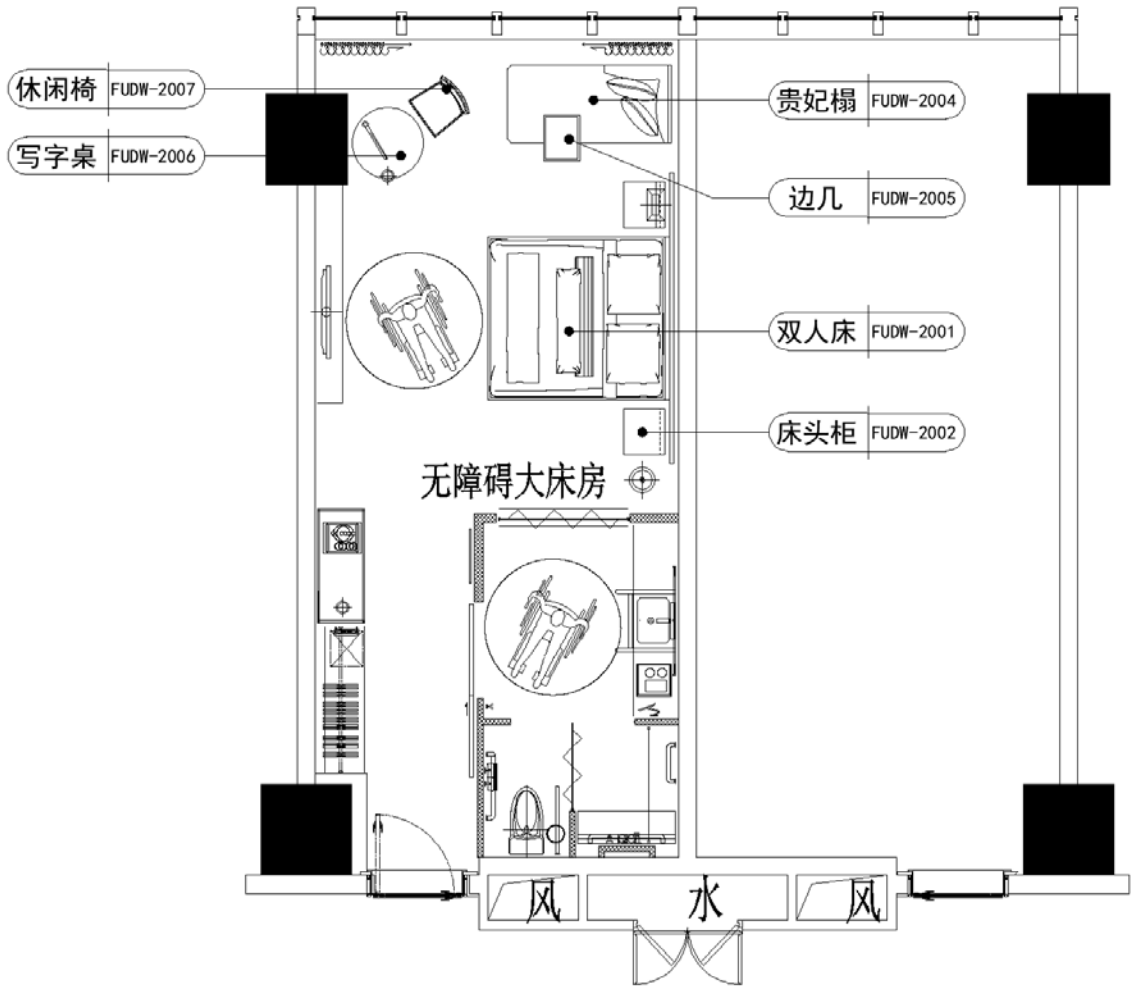 休闲椅 FUDW-2007
写字桌 FUDW-2006
贵妃榻 FUDW-2004
边几 FUDW-2005
双人床 FUDW-2001
床头柜 FUDW-2002
无障碍大床房
风 水 风